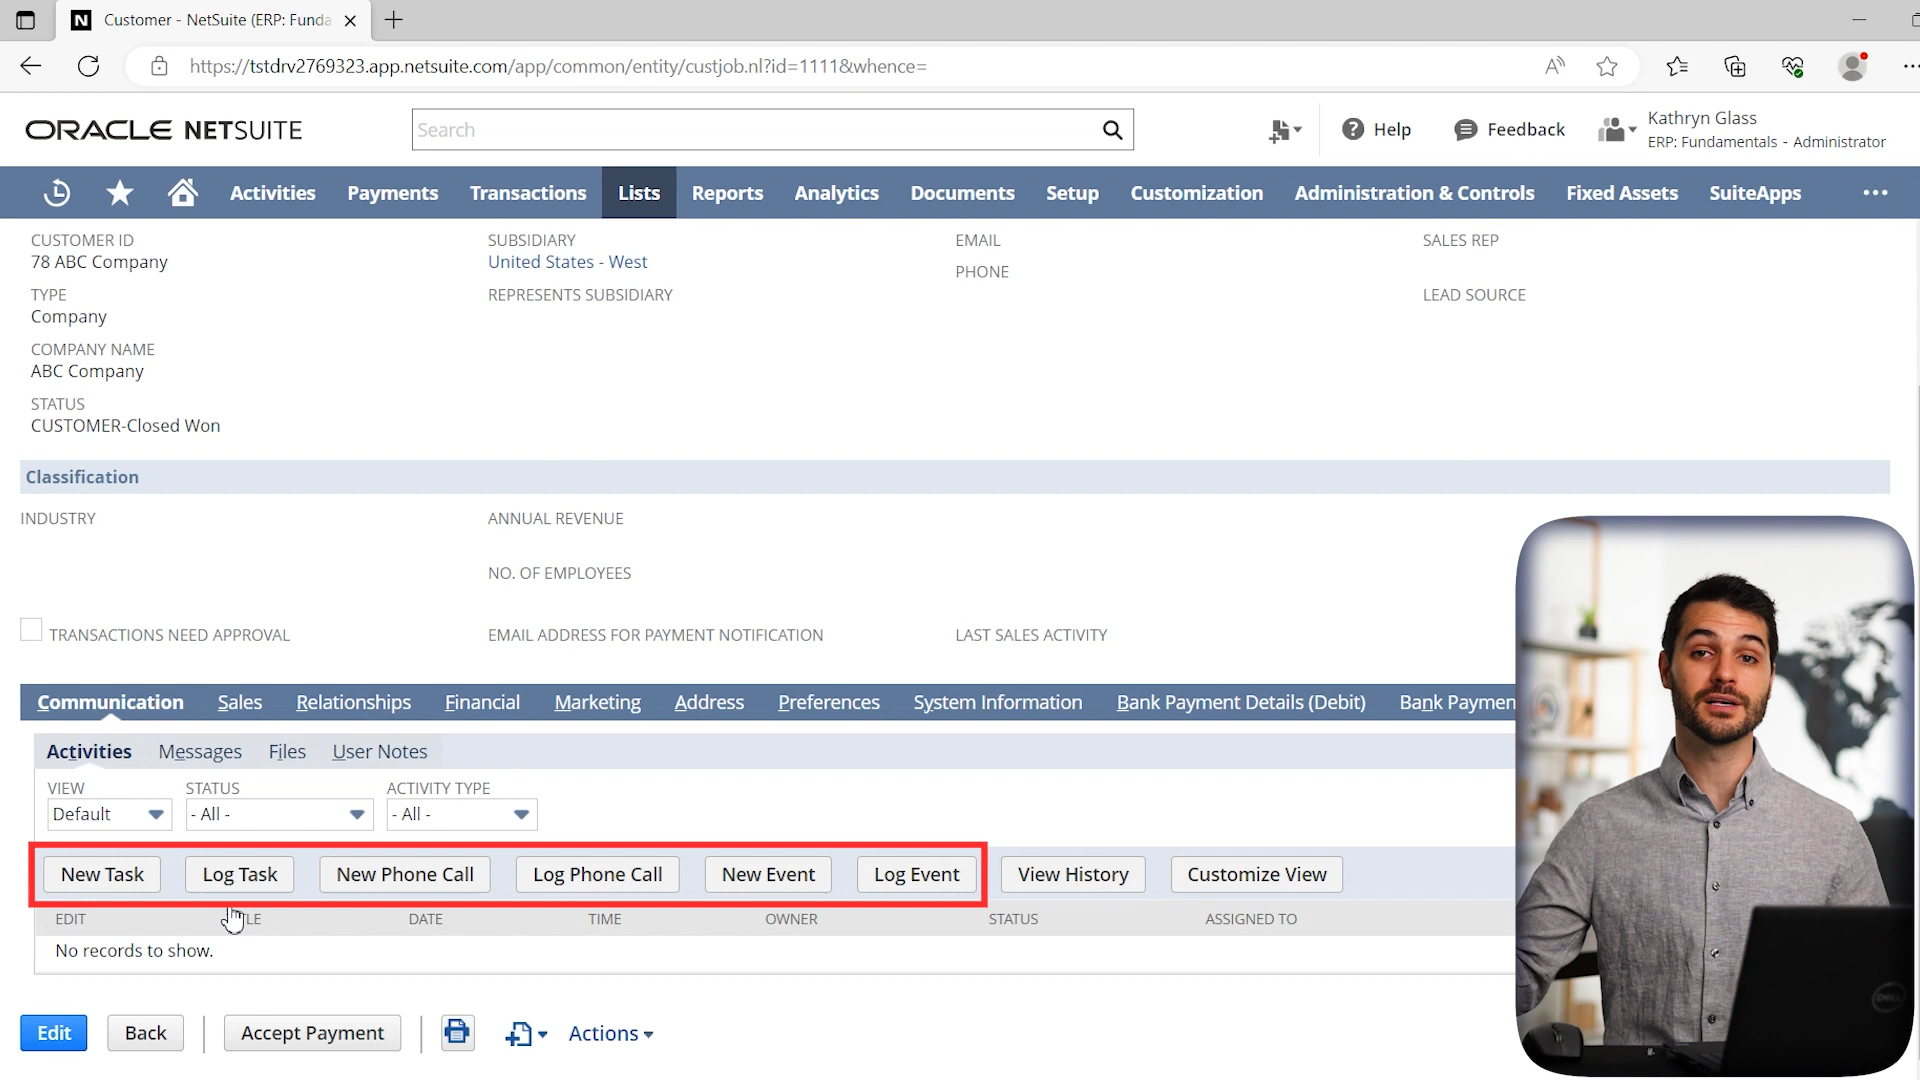 Customer - NetSuite (ERP: Funda
https://tstdrv2769323.app.netsuite.com/app/common/entity/custjob.nl?id=1111&whence=
ORACLE NETSUITE
Search
Help
Feedback
Kathryn Glass
ERP: Fundamentals - Administrator
Activities Payments Transactions Lists Reports Analytics Documents Setup Customization Administration & Controls Fixed Assets SuiteApps
CUSTOMER ID
78 ABC Company
TYPE
Company
COMPANY NAME
ABC Company
STATUS
CUSTOMER-Closed Won
SUBSIDIARY
United States - West
REPRESENTS SUBSIDIARY
EMAIL
PHONE
SALES REP
LEAD SOURCE
Classification
INDUSTRY
ANNUAL REVENUE
NO. OF EMPLOYEES
TRANSACTIONS NEED APPROVAL
EMAIL ADDRESS FOR PAYMENT NOTIFICATION
LAST SALES ACTIVITY
Communication Sales Relationships Financial Marketing Address Preferences System Information Bank Payment Details (Debit) Bank Paymen
Activities Messages Files User Notes
VIEW STATUS ACTIVITY TYPE
Default - All - - All -
New Task Log Task New Phone Call Log Phone Call New Event Log Event View History Customize View
EDIT LE DATE TIME OWNER STATUS ASSIGNED TO
No records to show.
Edit Back Accept Payment Actions
DELL